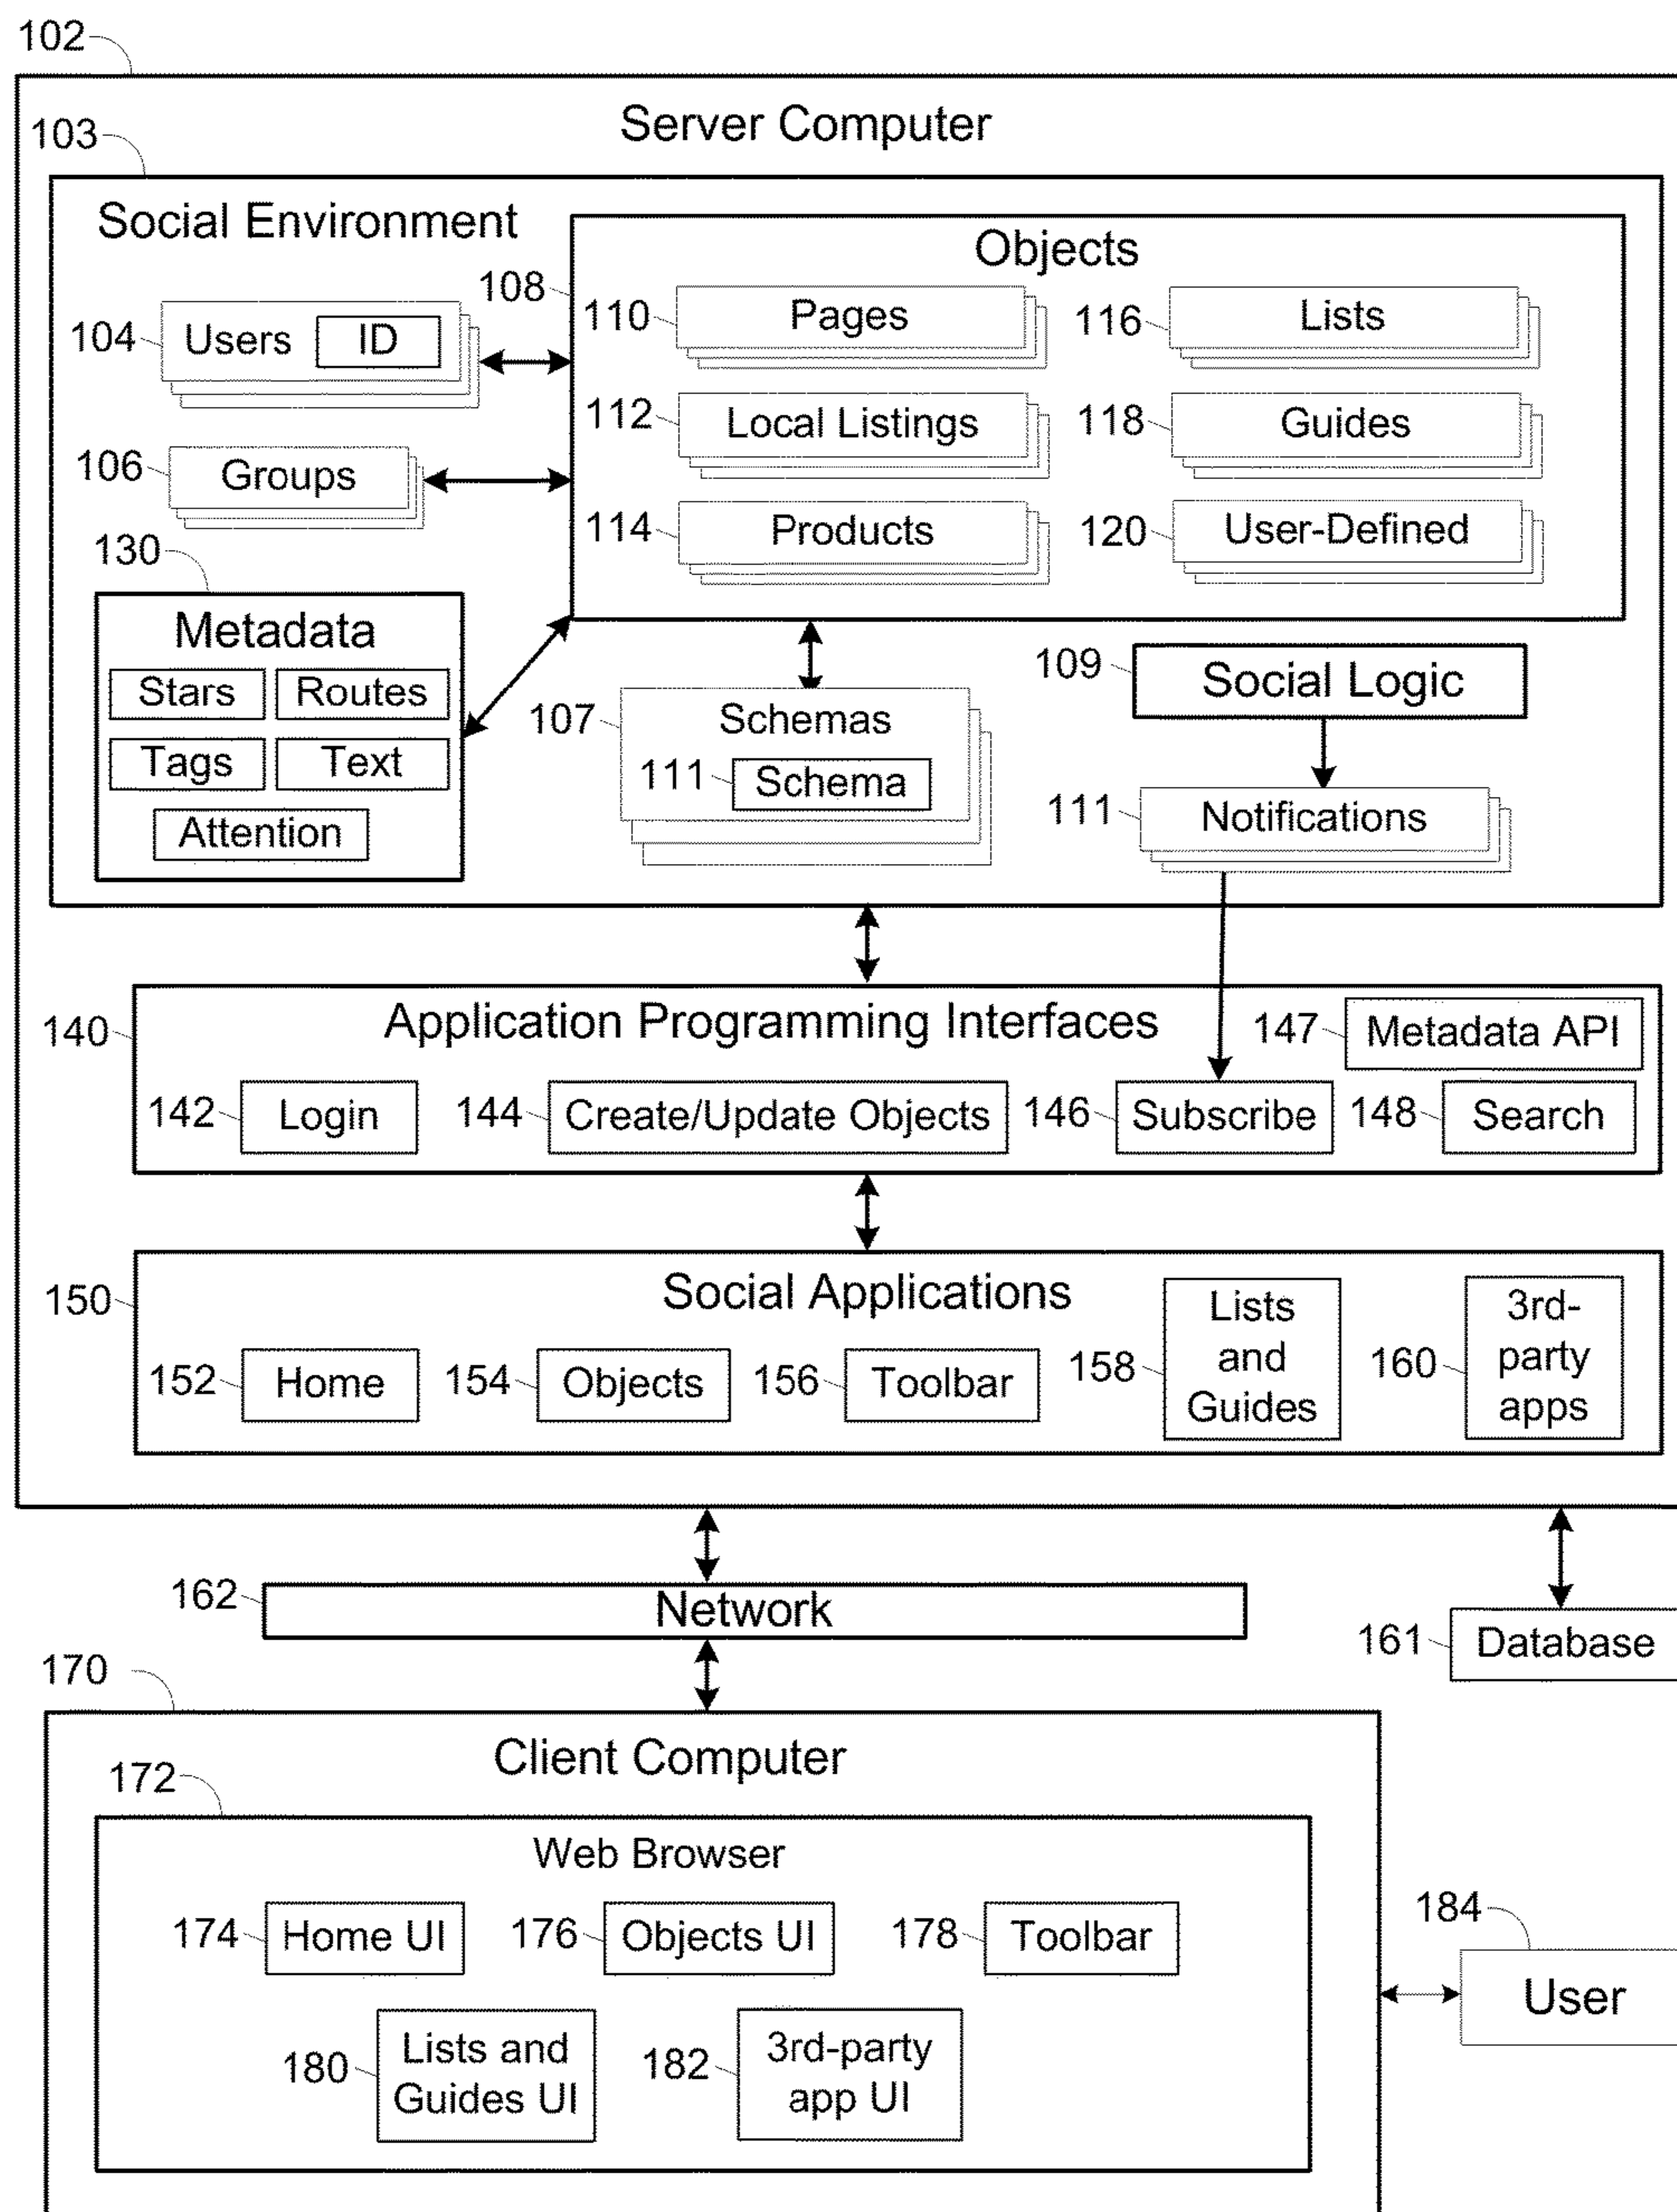 102
Server Computer
103
Social Environment
Objects
108
104
Users ID
110
Pages
116
Lists
112
Local Listings
118
Guides
106
Groups
114
Products
120
User-Defined
130
Metadata
Stars Routes
Tags Text
Attention
107
Schemas
111
Schema
109
Social Logic
111
Notifications
140
Application Programming Interfaces
147
Metadata API
142
Login
144
Create/Update Objects
146
Subscribe
148
Search
150
Social Applications
152
Home
154
Objects
156
Toolbar
158
Lists
and
Guides
160
3rd-
party
apps
162
Network
161
Database
170
Client Computer
172
Web Browser
174
Home UI
176
Objects UI
178
Toolbar
184
User
180
Lists and
Guides UI
182
3rd-party
app UI